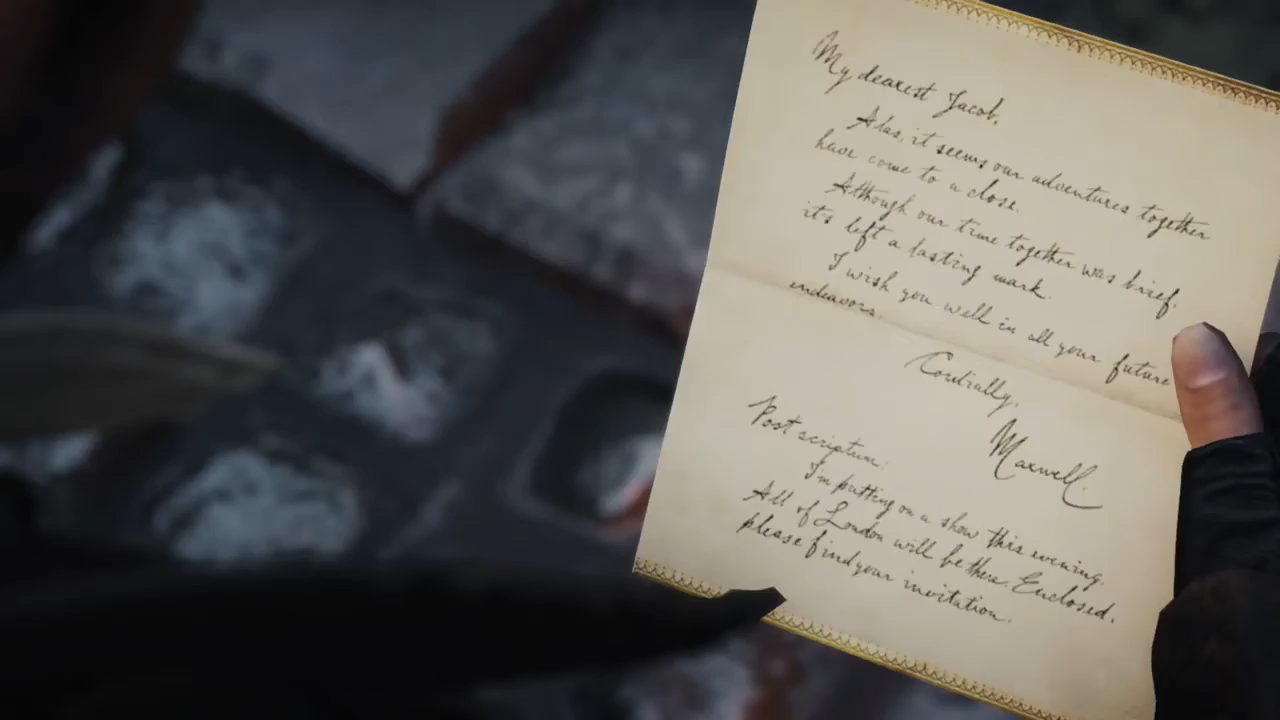 My dearest Jacob,
Alas, it seems our adventures together
have come to a close.
Although our time together was brief,
it's left a lasting mark.
I wish you well in all your future
endeavors.
Cordially,
Maxwell.
Post scriptum:
I'm putting on a show this evening.
All of London will be there. Enclosed,
please find your invitation.